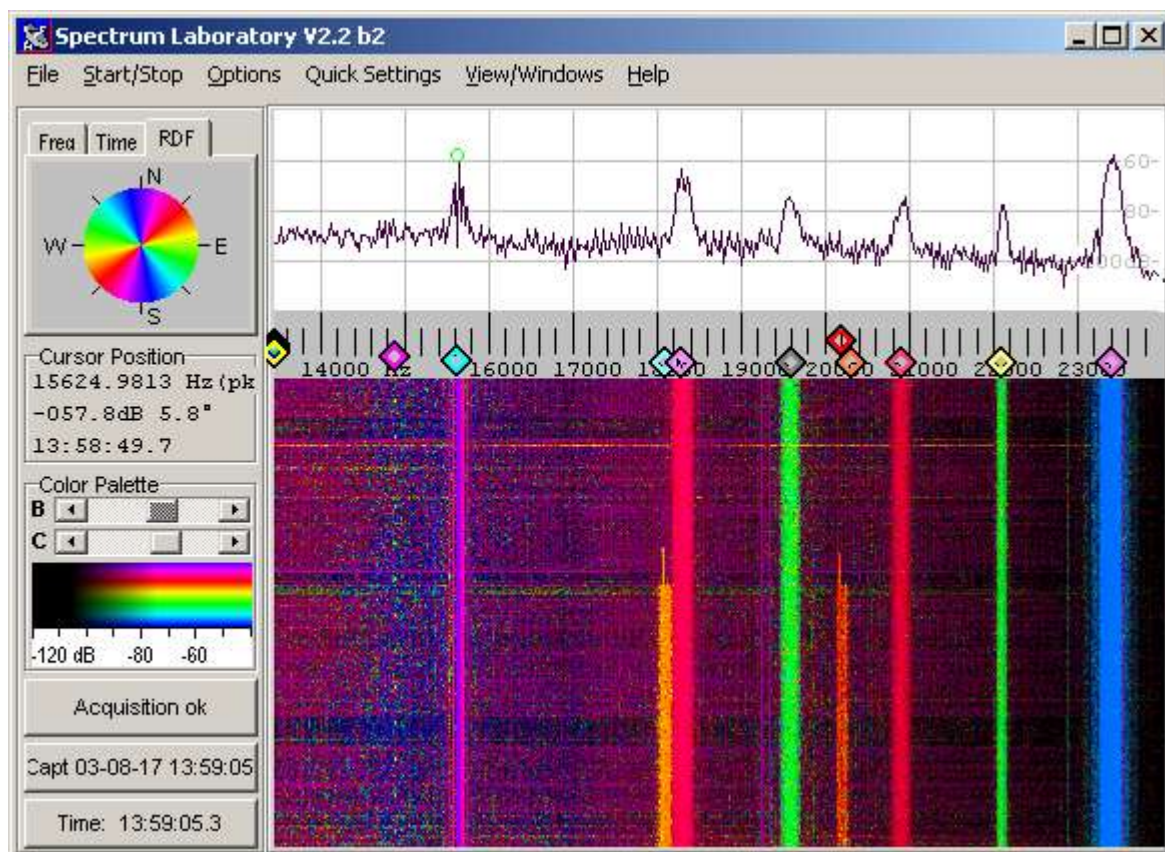 Spectrum Laboratory V2.2 b2
File Start/Stop Options Quick Settings View/Windows Help
Freq Time RDF
N
W E
S
60-
80-
100dB-
Cursor Position
15624.9813 Hz(pk
-057.8dB 5.8°
13:58:49.7
14000 Hz 16000 17000 19000
Color Palette
B
C
-120 dB -80 -60
Acquisition ok
Capt 03-08-17 13:59:05
Time: 13:59:05.3